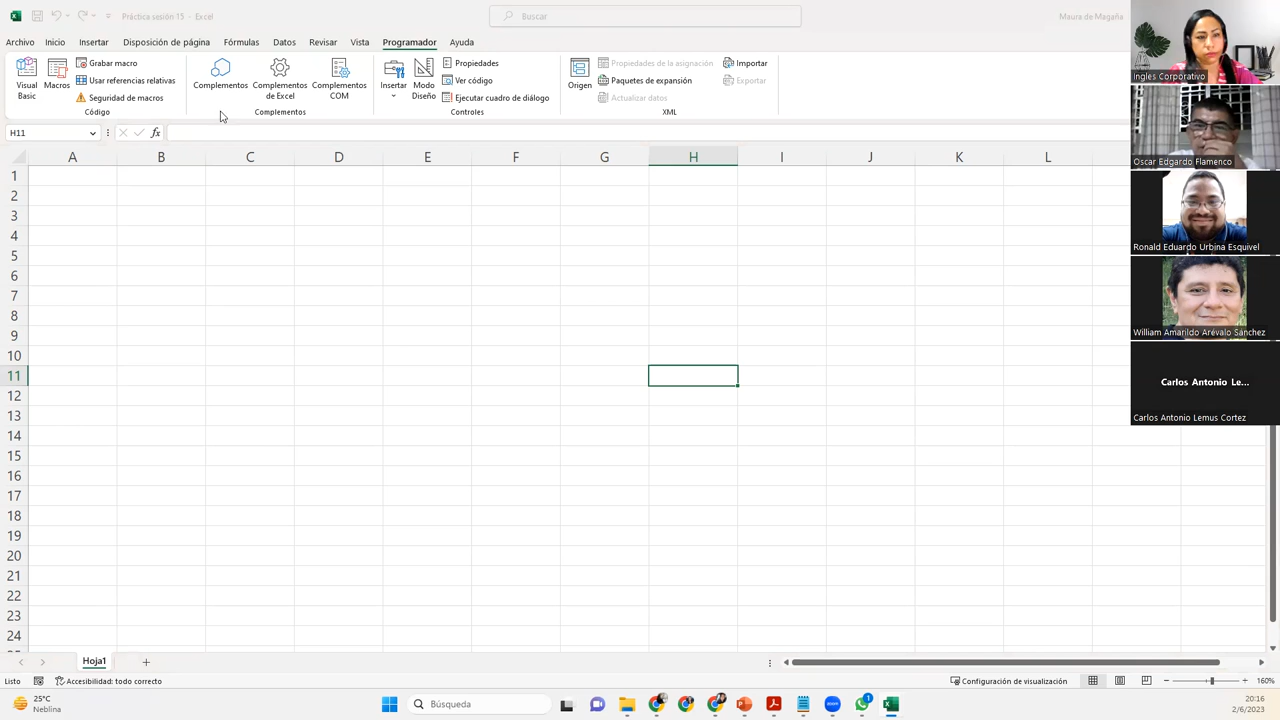 Práctica sesión 15 - Excel
Buscar
Maura de Magaña
Archivo Inicio Insertar Disposición de página Fórmulas Datos Revisar Vista Programador Ayuda
Visual Basic
Macros
Grabar macro
Usar referencias relativas
Seguridad de macros
Código
Complementos
Complementos de Excel
Complementos COM
Complementos
Insertar
Modo Diseño
Propiedades
Ver código
Ejecutar cuadro de diálogo
Controles
Origen
Propiedades de la asignación
Paquetes de expansión
Actualizar datos
Importar
Exportar
XML
H11
fx
A B C D E F G H I J K L
1
2
3
4
5
6
7
8
9
10
11
12
13
14
15
16
17
18
19
20
21
22
23
24
Ingles Corporativo
Oscar Edgardo Flamenco
Ronald Eduardo Urbina Esquivel
William Amarildo Arévalo Sánchez
Carlos Antonio Le...
Carlos Antonio Lemus Cortez
Hoja1
Listo
Accesibilidad: todo correcto
Configuración de visualización
160%
25°C
Neblina
Búsqueda
zoom
1
20:16
2/6/2023